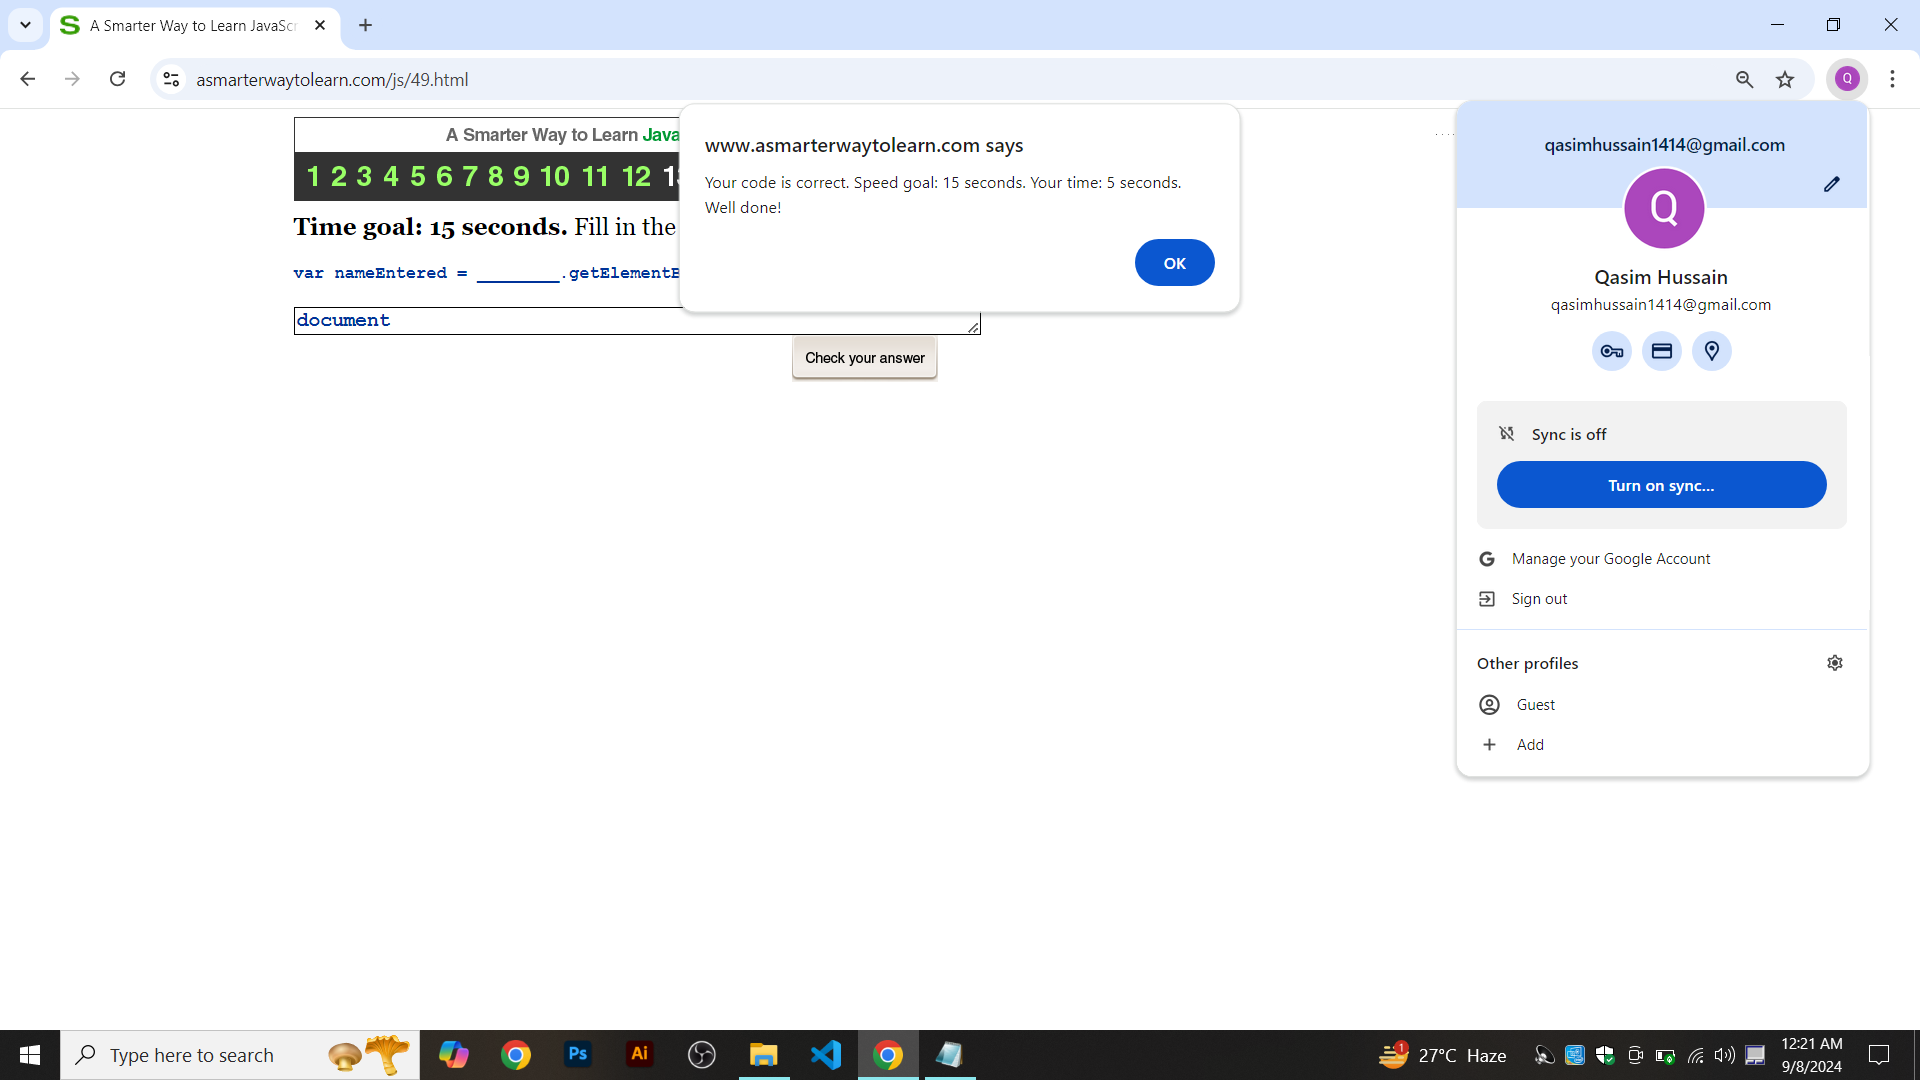 A Smarter Way to Learn JavaScr
asmarterwaytolearn.com/js/49.html
Q
A Smarter Way to Learn Java
1 2 3 4 5 6 7 8 9 10 11 12
Time goal: 15 seconds. Fill in the
var nameEntered = ________.getElementB
document
Check your answer
www.asmarterwaytolearn.com says
Your code is correct. Speed goal: 15 seconds. Your time: 5 seconds.
Well done!
OK
qasimhussain1414@gmail.com
Q
Qasim Hussain
qasimhussain1414@gmail.com
Sync is off
Turn on sync...
Manage your Google Account
Sign out
Other profiles
Guest
Add
Type here to search
Ps
Ai
1
27°C Haze
12:21 AM
9/8/2024